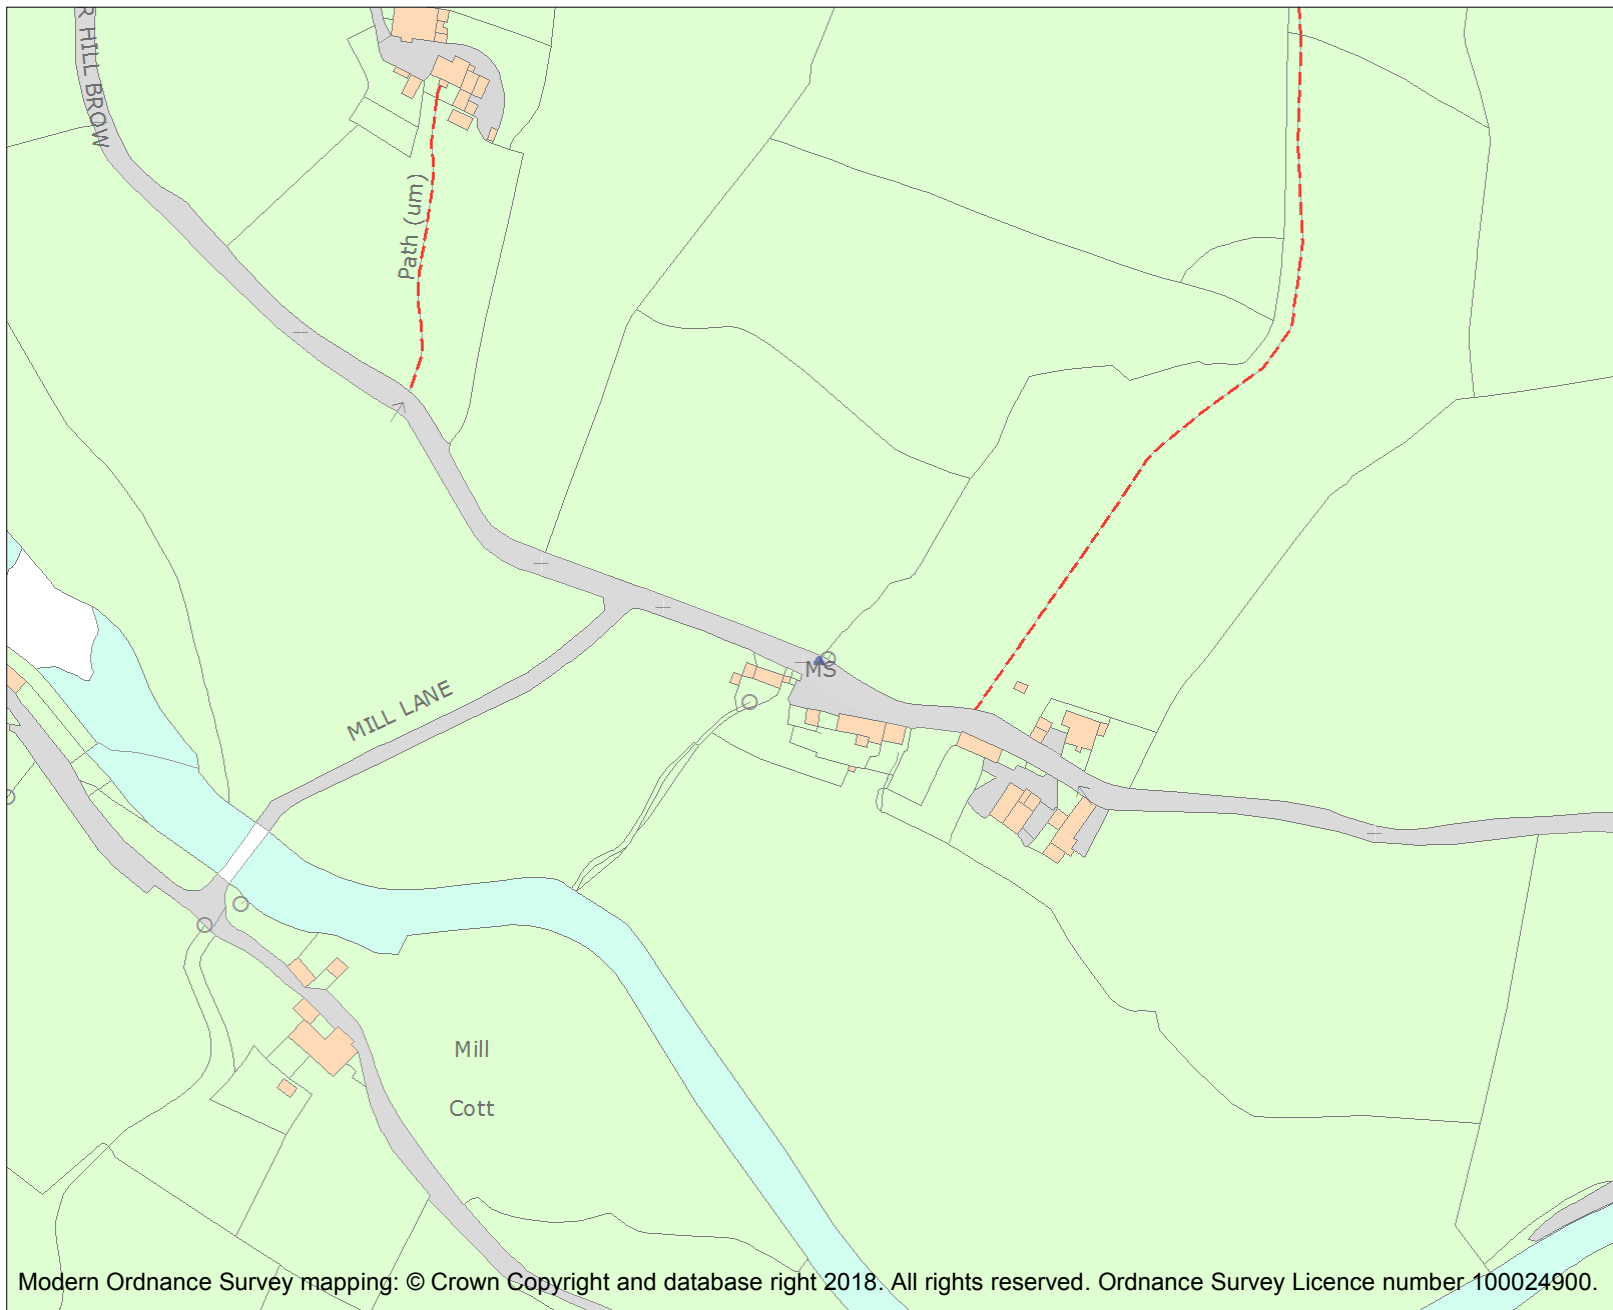 R HILL BROW
Path (um)
MS
MILL LANE
Mill
Cott
Modern Ordnance Survey mapping: © Crown Copyright and database right 2018. All rights reserved. Ordnance Survey Licence number 100024900.